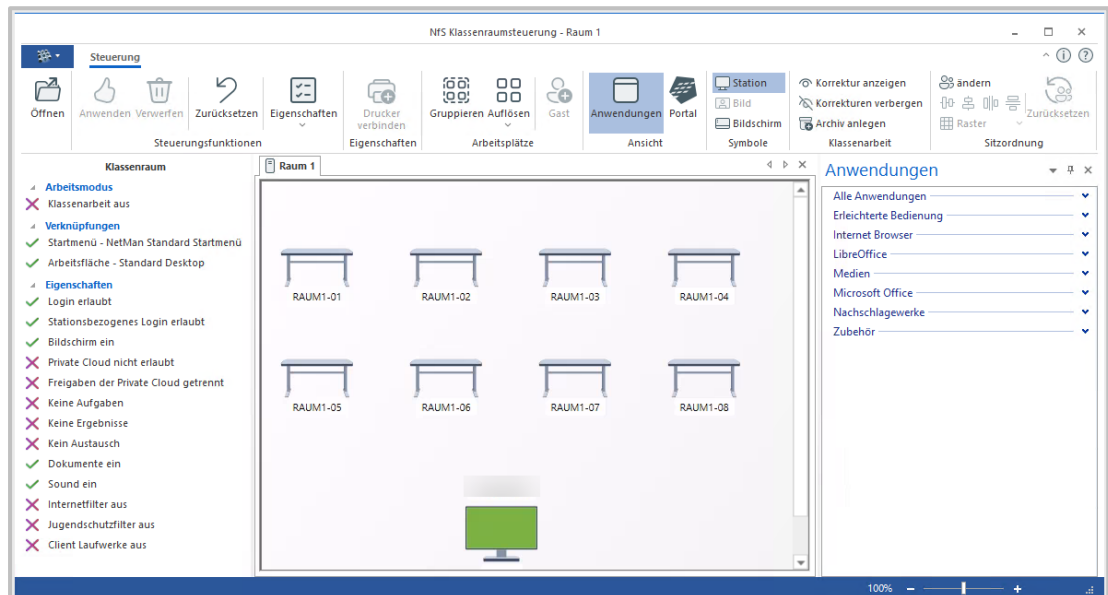 NfS Klassenraumsteuerung - Raum 1
Steuerung
Öffnen
Anwenden
Verwerfen
Zurücksetzen
Eigenschaften
Drucker
verbinden
Gruppieren
Auflösen
Gast
Anwendungen
Portal
Station
Bild
Bildschirm
Korrektur anzeigen
Korrekturen verbergen
Archiv anlegen
ändern
Raster
Zurücksetzen
Steuerungsfunktionen
Eigenschaften
Arbeitsplätze
Ansicht
Symbole
Klassenarbeit
Sitzordnung
Klassenraum
Arbeitsmodus
Klassenarbeit aus
Verknüpfungen
Startmenü - NetMan Standard Startmenü
Arbeitsfläche - Standard Desktop
Eigenschaften
Login erlaubt
Stationsbezogenes Login erlaubt
Bildschirm ein
Private Cloud nicht erlaubt
Freigaben der Private Cloud getrennt
Keine Aufgaben
Keine Ergebnisse
Kein Austausch
Dokumente ein
Sound ein
Internetfilter aus
Jugendschutzfilter aus
Client Laufwerke aus
Raum 1
RAUM1-01
RAUM1-02
RAUM1-03
RAUM1-04
RAUM1-05
RAUM1-06
RAUM1-07
RAUM1-08
Anwendungen
Alle Anwendungen
Erleichterte Bedienung
Internet Browser
LibreOffice
Medien
Microsoft Office
Nachschlagewerke
Zubehör
100%